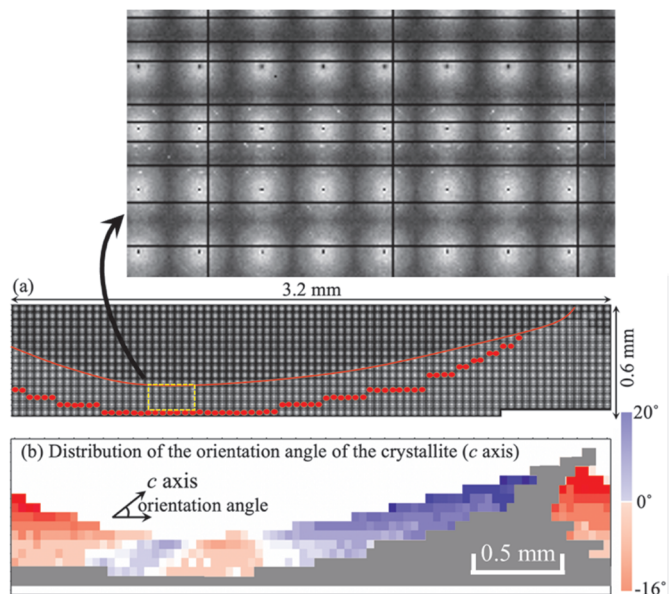 (a)
3.2 mm
0.6 mm
20°
(b) Distribution of the orientation angle of the crystallite (c axis)
c axis
orientation angle
0°
0.5 mm
-16°